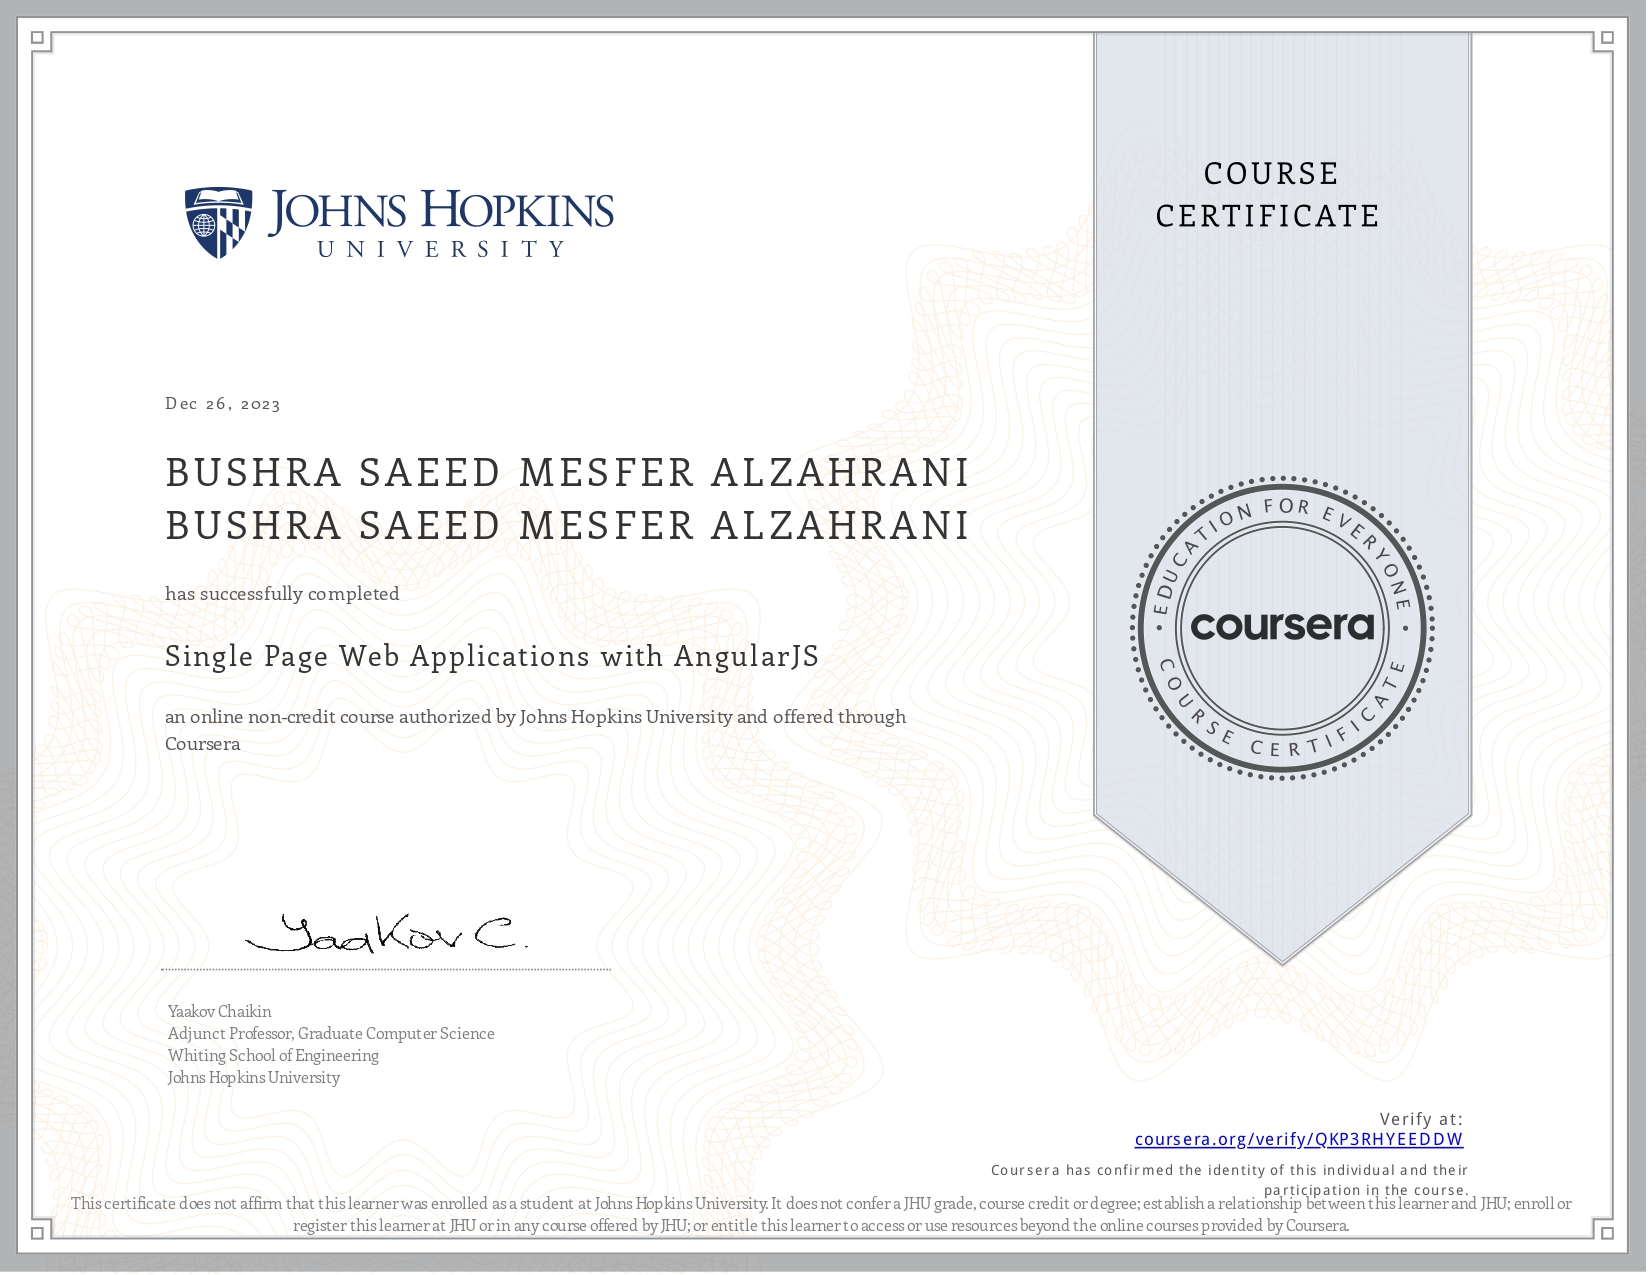 JOHNS HOPKINS
UNIVERSITY
COURSE
CERTIFICATE
Dec 26, 2023
BUSHRA SAEED MESFER ALZAHRANI
BUSHRA SAEED MESFER ALZAHRANI
has successfully completed
Single Page Web Applications with AngularJS
an online non-credit course authorized by Johns Hopkins University and offered through
Coursera
EDUCATION FOR EVERYONE
coursera
COURSE CERTIFICATE
Yaakov C.
Yaakov Chaikin
Adjunct Professor, Graduate Computer Science
Whiting School of Engineering
Johns Hopkins University
Verify at:
coursera.org/verify/QKP3RHYEEDDW
Coursera has confirmed the identity of this individual and their
participation in the course.
This certificate does not affirm that this learner was enrolled as a student at Johns Hopkins University. It does not confer a JHU grade, course credit or degree; establish a relationship between this learner and JHU; enroll or
register this learner at JHU or in any course offered by JHU; or entitle this learner to access or use resources beyond the online courses provided by Coursera.